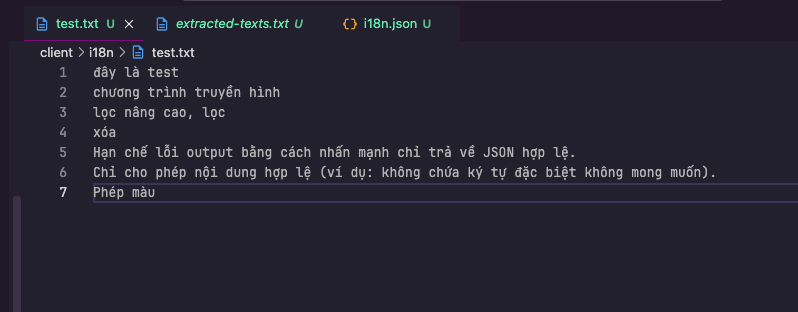 test.txt U
extracted-texts.txt U
{} i18n.json U
client > i18n > test.txt
1 đây là test
2 chương trình truyền hình
3 lọc nâng cao, lọc
4 xóa
5 Hạn chế lỗi output bằng cách nhấn mạnh chỉ trả về JSON hợp lệ.
6 Chỉ cho phép nội dung hợp lệ (ví dụ: không chứa ký tự đặc biệt không mong muốn).
7 Phép màu